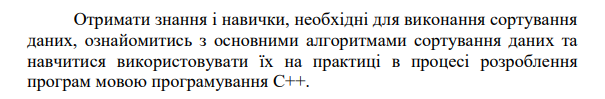 Отримати знання і навички, необхідні для виконання сортування
даних, ознайомитись з основними алгоритмами сортування даних та
навчитися використовувати їх на практиці в процесі розроблення
програм мовою програмування C++.